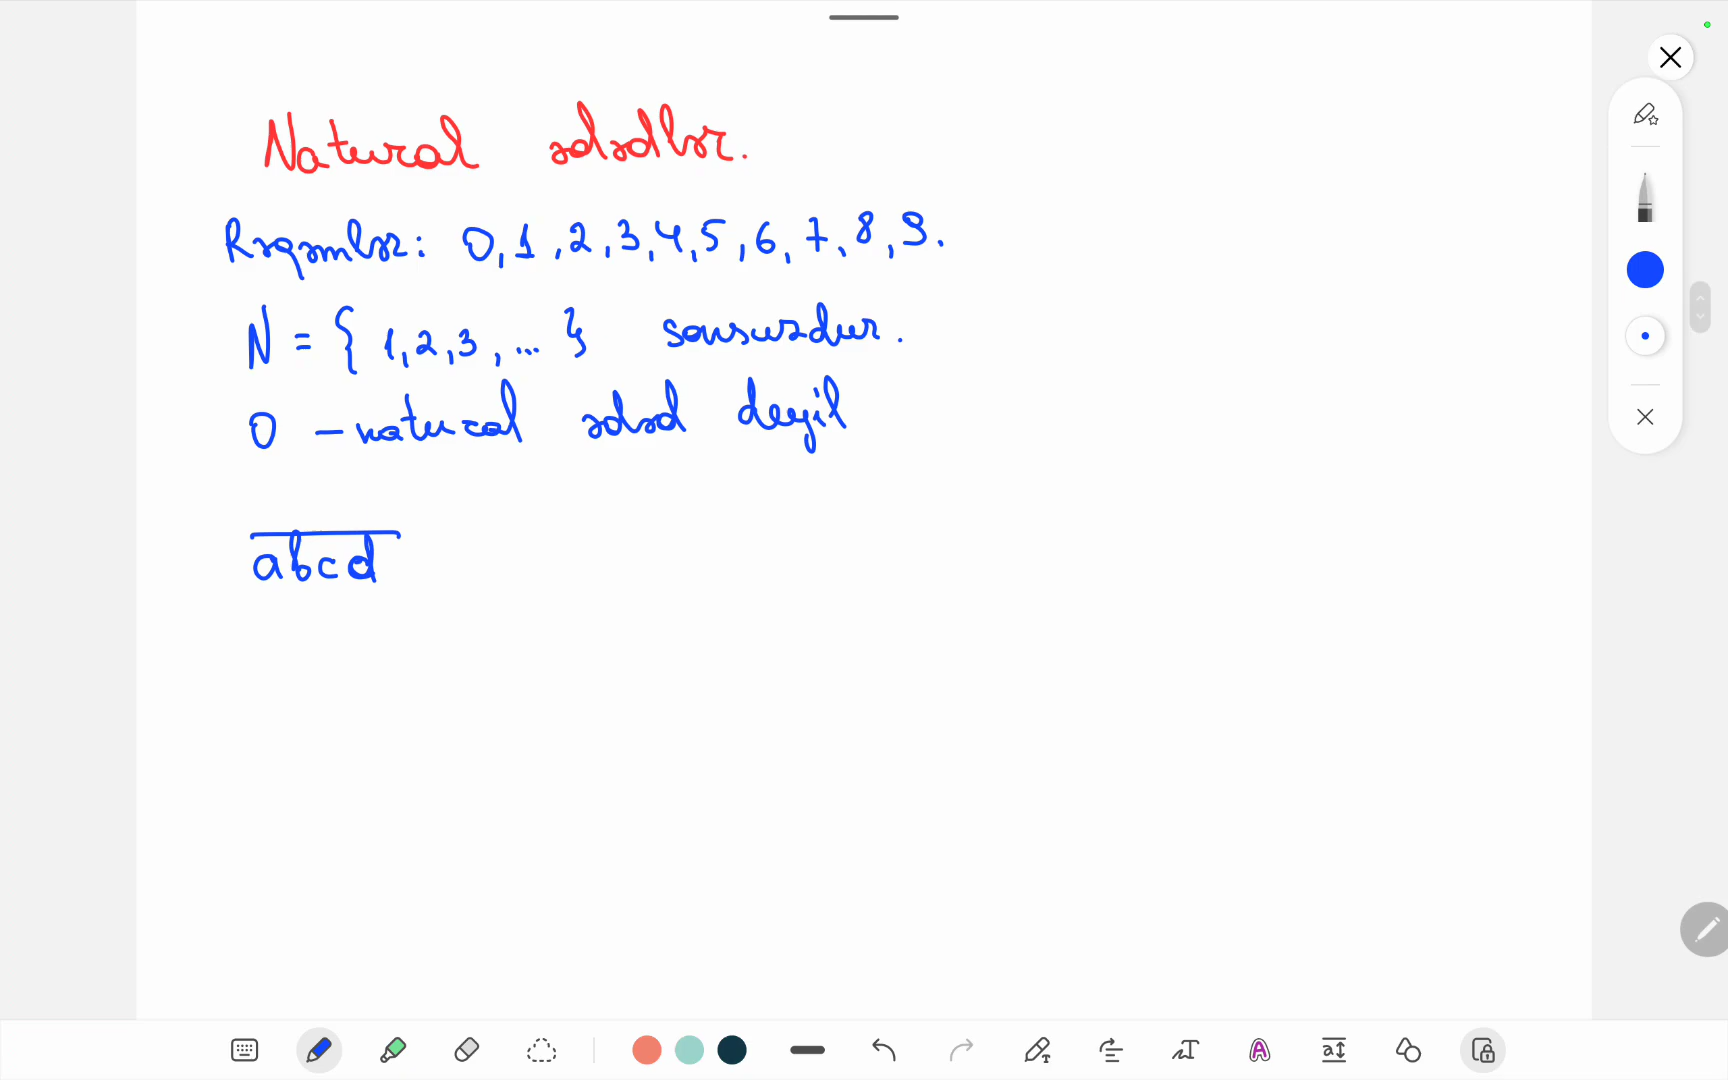 Natural ədədlər.
Rəqəmlər: 0, 1, 2, 3, 4, 5, 6, 7, 8, 9.
N = { 1, 2, 3, ... } sonsuzdur.
0 – natural ədəd deyil
a̅b̅c̅d̅